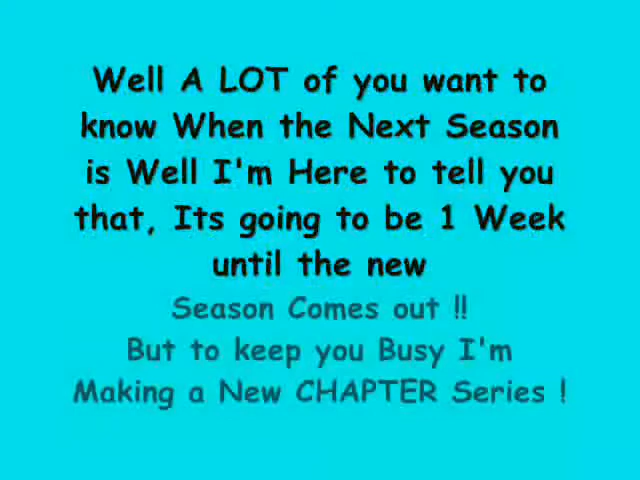 Well A LOT of you want to
know When the Next Season
is Well I'm Here to tell you
that, Its going to be 1 Week
until the new
Season Comes out !!
But to keep you Busy I'm
Making a New CHAPTER Series !